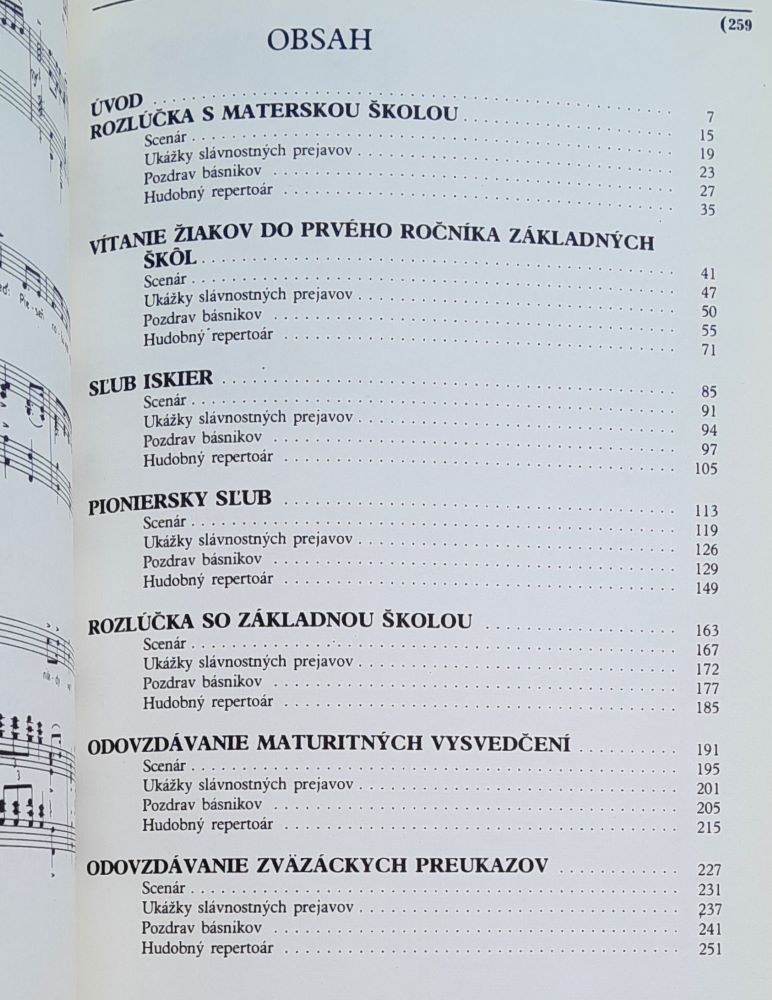 (259
OBSAH
ÚVOD . . . 7
ROZLÚČKA S MATERSKOU ŠKOLOU . . . 15
Scenár . . . 19
Ukážky slávnostných prejavov . . . 23
Pozdrav básnikov . . . 27
Hudobný repertoár . . . 35
VÍTANIE ŽIAKOV DO PRVÉHO ROČNÍKA ZÁKLADNÝCH
ŠKÔL . . . 41
Scenár . . . 47
Ukážky slávnostných prejavov . . . 50
Pozdrav básnikov . . . 55
Hudobný repertoár . . . 71
SĽUB ISKIER . . . 85
Scenár . . . 91
Ukážky slávnostných prejavov . . . 94
Pozdrav básnikov . . . 97
Hudobný repertoár . . . 105
PIONIERSKY SĽUB . . . 113
Scenár . . . 119
Ukážky slávnostných prejavov . . . 126
Pozdrav básnikov . . . 129
Hudobný repertoár . . . 149
ROZLÚČKA SO ZÁKLADNOU ŠKOLOU . . . 163
Scenár . . . 167
Ukážky slávnostných prejavov . . . 172
Pozdrav básnikov . . . 177
Hudobný repertoár . . . 185
ODOVZDÁVANIE MATURITNÝCH VYSVEDČENÍ . . . 191
Scenár . . . 195
Ukážky slávnostných prejavov . . . 201
Pozdrav básnikov . . . 205
Hudobný repertoár . . . 215
ODOVZDÁVANIE ZVÄZÁCKYCH PREUKAZOV . . . 227
Scenár . . . 231
Ukážky slávnostných prejavov . . . 237
Pozdrav básnikov . . . 241
Hudobný repertoár . . . 251